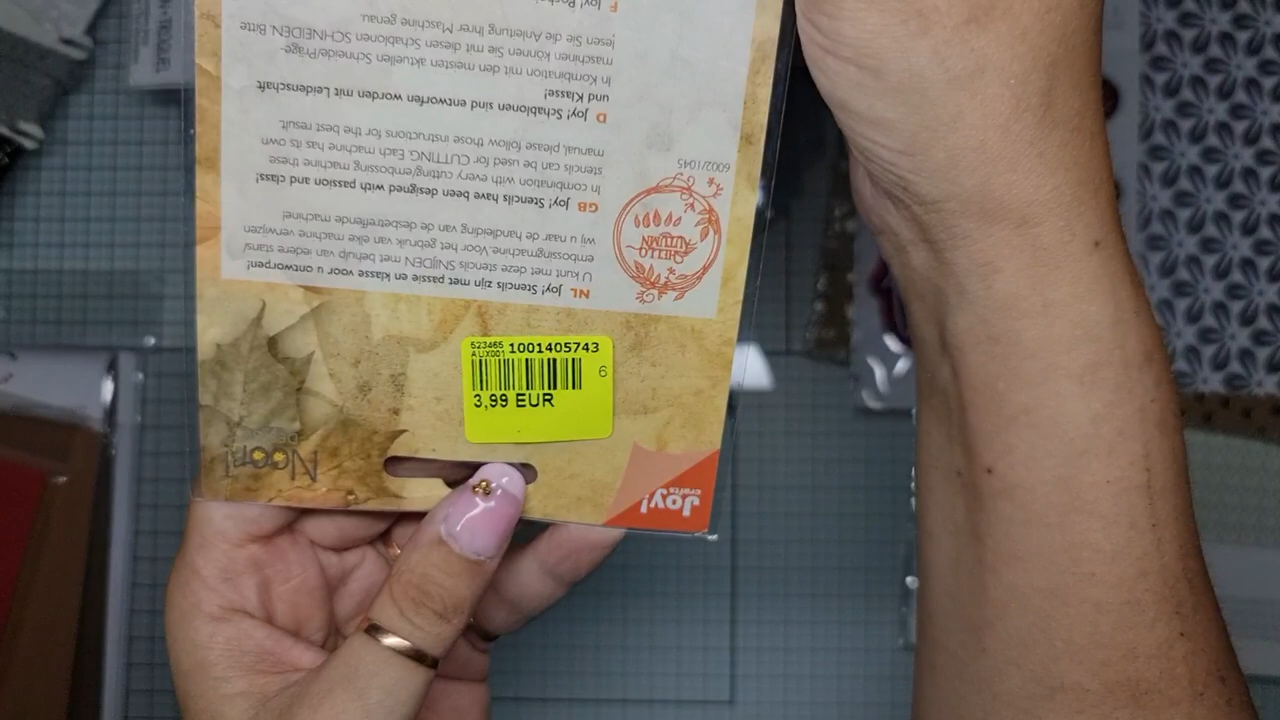 Joy!
crafts
Noor!
DESIGN
523465 1001405743
ALIX001
6
3,99 EUR
NL Joy! Stencils zijn met passie en klasse voor u ontworpen!
U kunt met deze stencils SNIJDEN met behulp van iedere stans/
embossingmachine. Voor het gebruik van elke machine verwijzen
wij u naar de handleiding van de desbetreffende machine!
GB Joy! Stencils have been designed with passion and class!
In combination with every cutting/embossing machine these
stencils can be used for CUTTING. Each machine has its own
manual, please follow those instructions for the best result.
D Joy! Schablonen sind entworfen worden mit Leidenschaft
und Klasse!
In Kombination mit den meisten aktuellen Schneide/Präge-
maschinen können Sie mit diesen Schablonen SCHNEIDEN. Bitte
lesen Sie die Anleitung Ihrer Maschine genau.
F Joy!
HELLO
AUTUMN
6002/1045